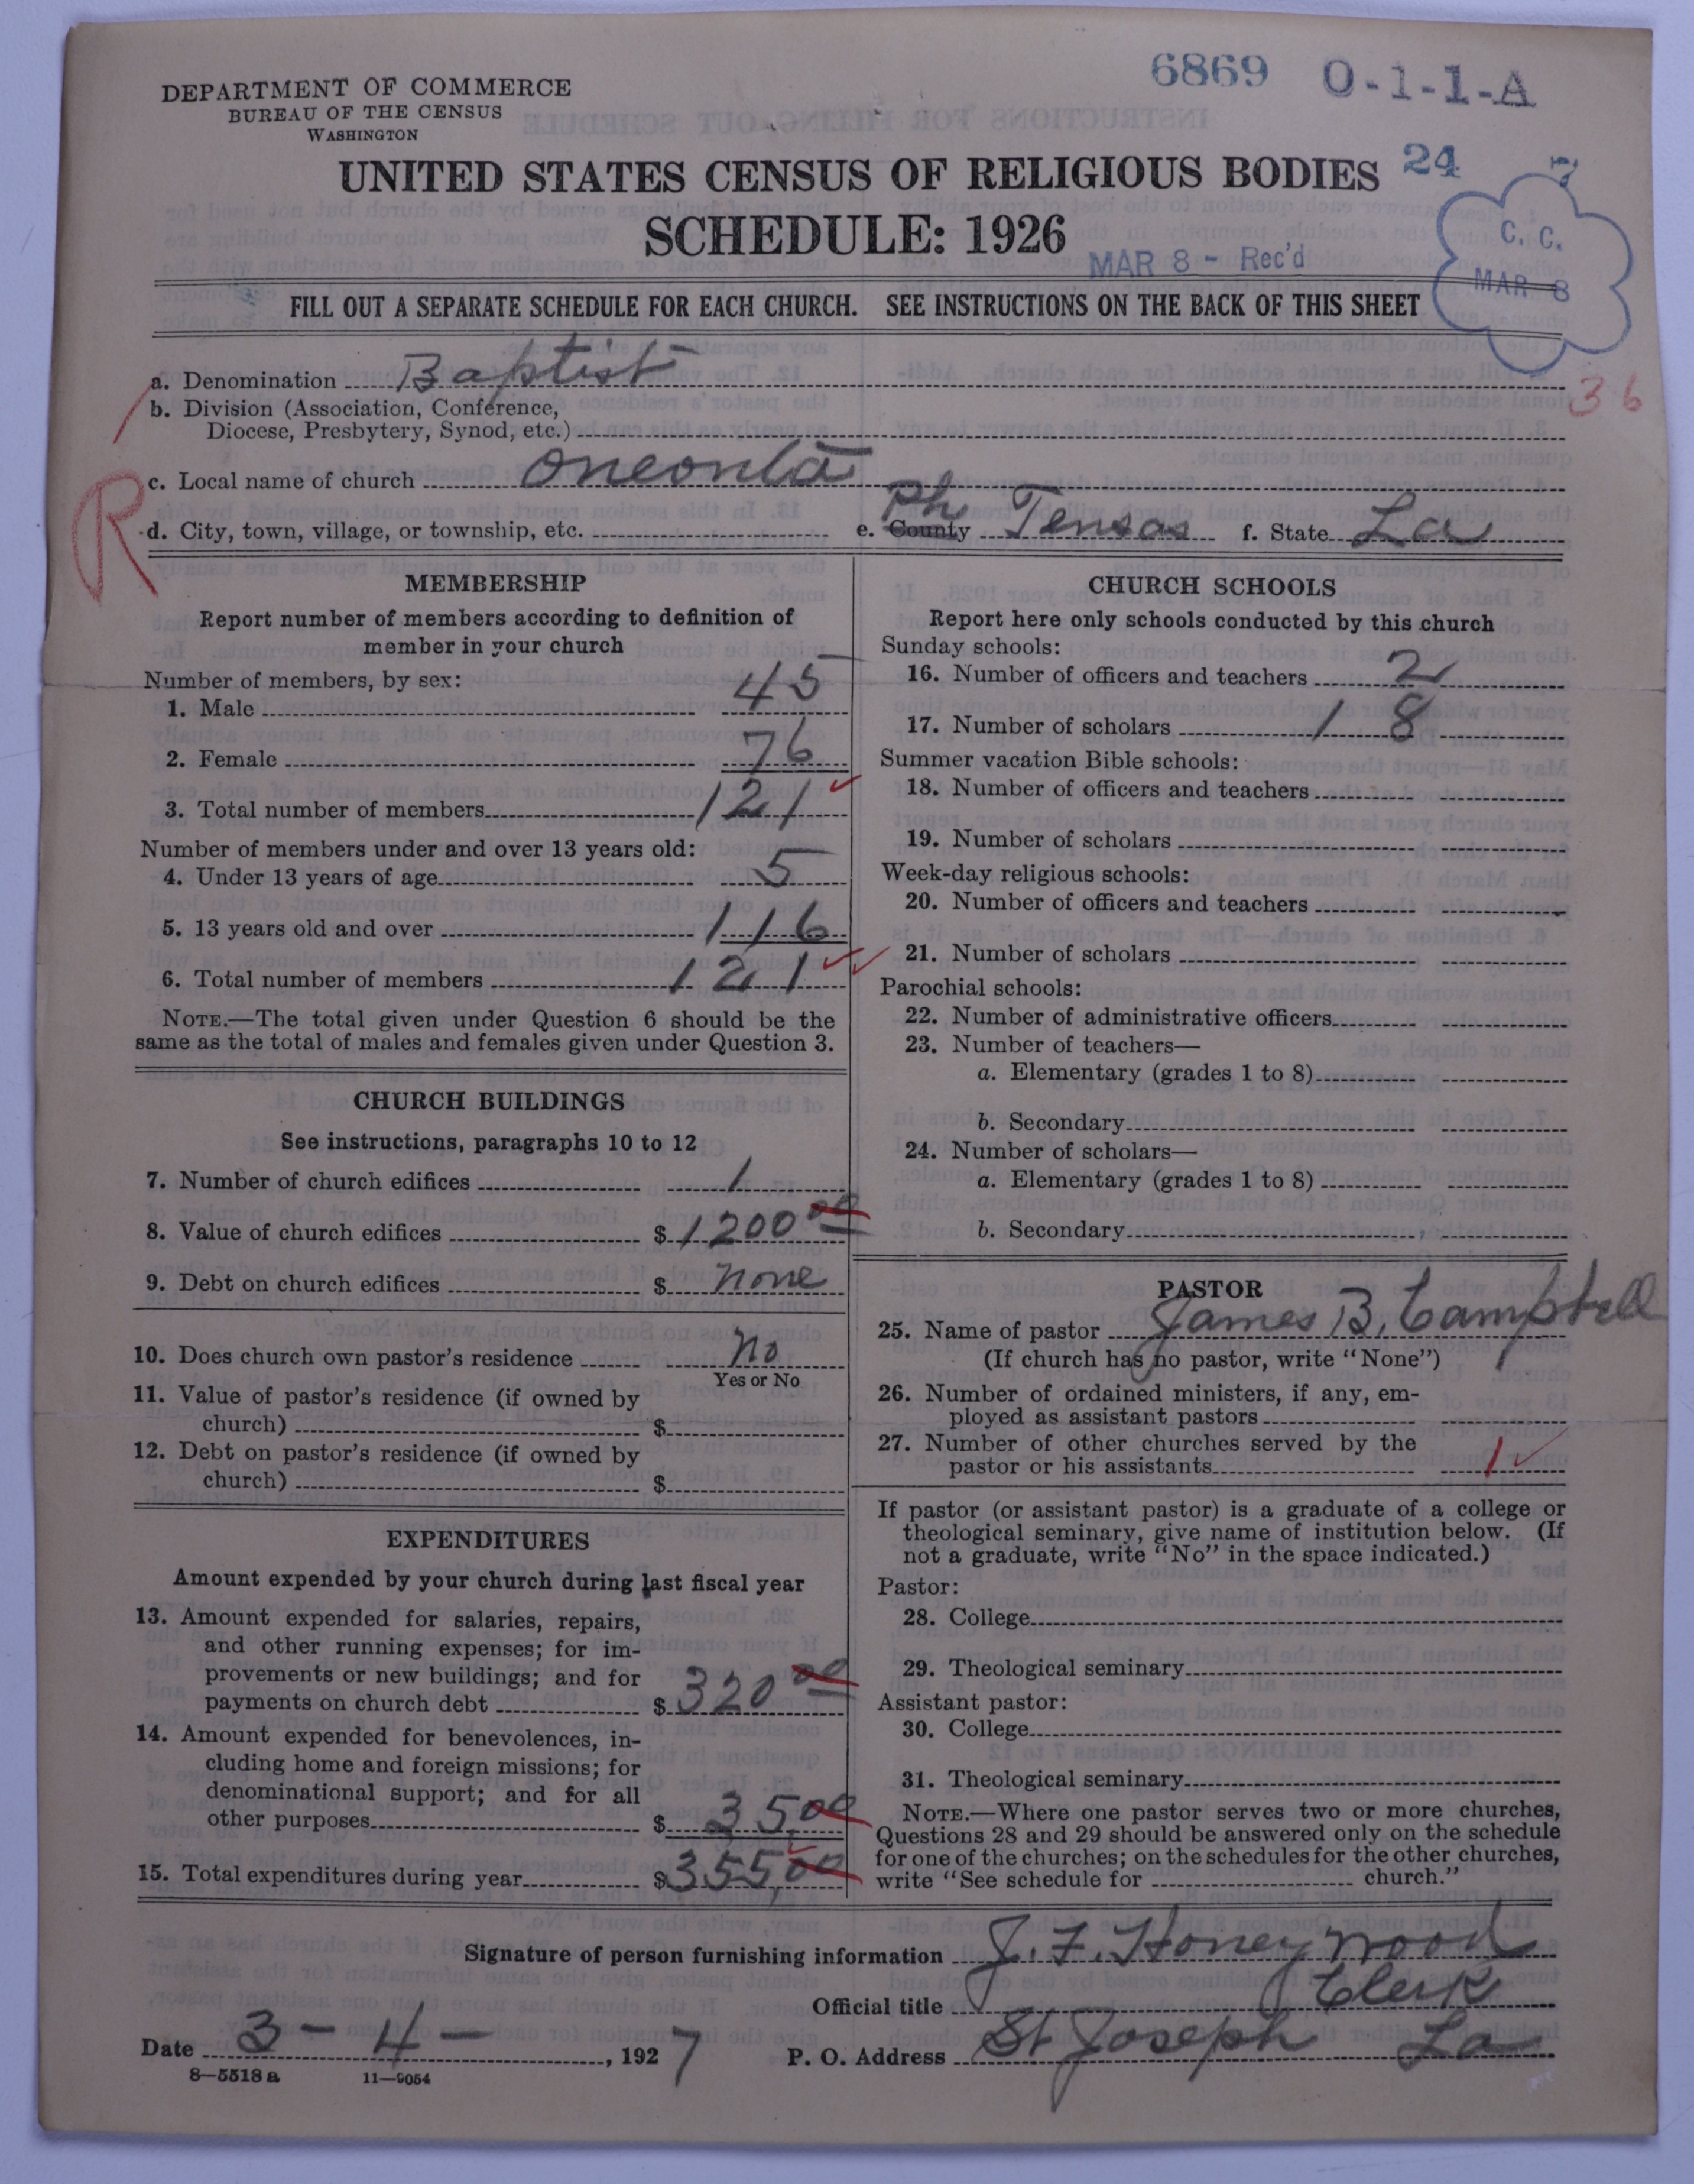 6869 0-1-1-A
DEPARTMENT OF COMMERCE
BUREAU OF THE CENSUS
WASHINGTON
UNITED STATES CENSUS OF RELIGIOUS BODIES 24
SCHEDULE: 1926
MAR 8 - Rec'd
C. C.
MAR 8
FILL OUT A SEPARATE SCHEDULE FOR EACH CHURCH. SEE INSTRUCTIONS ON THE BACK OF THIS SHEET
a. Denomination Baptist
36
b. Division (Association, Conference,
Diocese, Presbytery, Synod, etc.)
R
c. Local name of church Oneonta
d. City, town, village, or township, etc. e. County Ph Tensas f. State La
MEMBERSHIP
Report number of members according to definition of
member in your church
Number of members, by sex:
1. Male 45
2. Female 76
3. Total number of members 121
Number of members under and over 13 years old:
4. Under 13 years of age 5
5. 13 years old and over 116
6. Total number of members 121
NOTE.—The total given under Question 6 should be the
same as the total of males and females given under Question 3.
CHURCH BUILDINGS
See instructions, paragraphs 10 to 12
7. Number of church edifices 1
8. Value of church edifices $1200 00
9. Debt on church edifices $ none
10. Does church own pastor's residence no
Yes or No
11. Value of pastor's residence (if owned by
church) $
12. Debt on pastor's residence (if owned by
church) $
EXPENDITURES
Amount expended by your church during last fiscal year
13. Amount expended for salaries, repairs,
and other running expenses; for im-
provements or new buildings; and for
payments on church debt $320 00
14. Amount expended for benevolences, in-
cluding home and foreign missions; for
denominational support; and for all
other purposes $ 35.00
15. Total expenditures during year $355.00
CHURCH SCHOOLS
Report here only schools conducted by this church
Sunday schools:
16. Number of officers and teachers 2
17. Number of scholars 18
Summer vacation Bible schools:
18. Number of officers and teachers
19. Number of scholars
Week-day religious schools:
20. Number of officers and teachers
21. Number of scholars
Parochial schools:
22. Number of administrative officers
23. Number of teachers—
a. Elementary (grades 1 to 8)
b. Secondary
24. Number of scholars—
a. Elementary (grades 1 to 8)
b. Secondary
PASTOR
25. Name of pastor James B. Campbell
(If church has no pastor, write "None")
26. Number of ordained ministers, if any, em-
ployed as assistant pastors
27. Number of other churches served by the
pastor or his assistants 1
If pastor (or assistant pastor) is a graduate of a college or
theological seminary, give name of institution below. (If
not a graduate, write "No" in the space indicated.)
Pastor:
28. College
29. Theological seminary
Assistant pastor:
30. College
31. Theological seminary
NOTE.—Where one pastor serves two or more churches,
Questions 28 and 29 should be answered only on the schedule
for one of the churches; on the schedules for the other churches,
write "See schedule for church."
Signature of person furnishing information J. F. Honeywood
Official title Clerk
Date 3-4-, 1927 P. O. Address St Joseph La
8—5518 a 11—9054